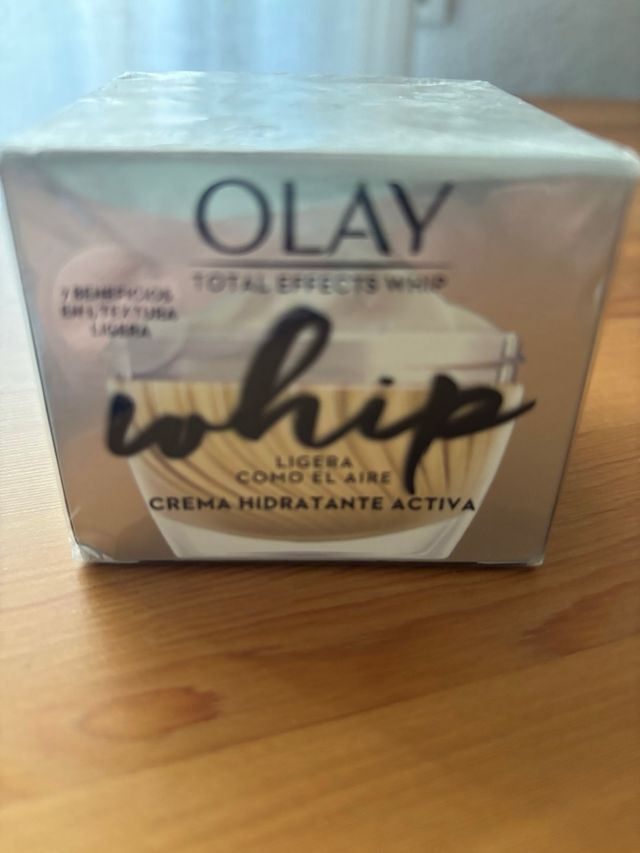 OLAY
TOTAL EFFECTS WHIP
7 BENEFICIOS
EN 1, TEXTURA
LIGERA
whip
LIGERA
COMO EL AIRE
CREMA HIDRATANTE ACTIVA